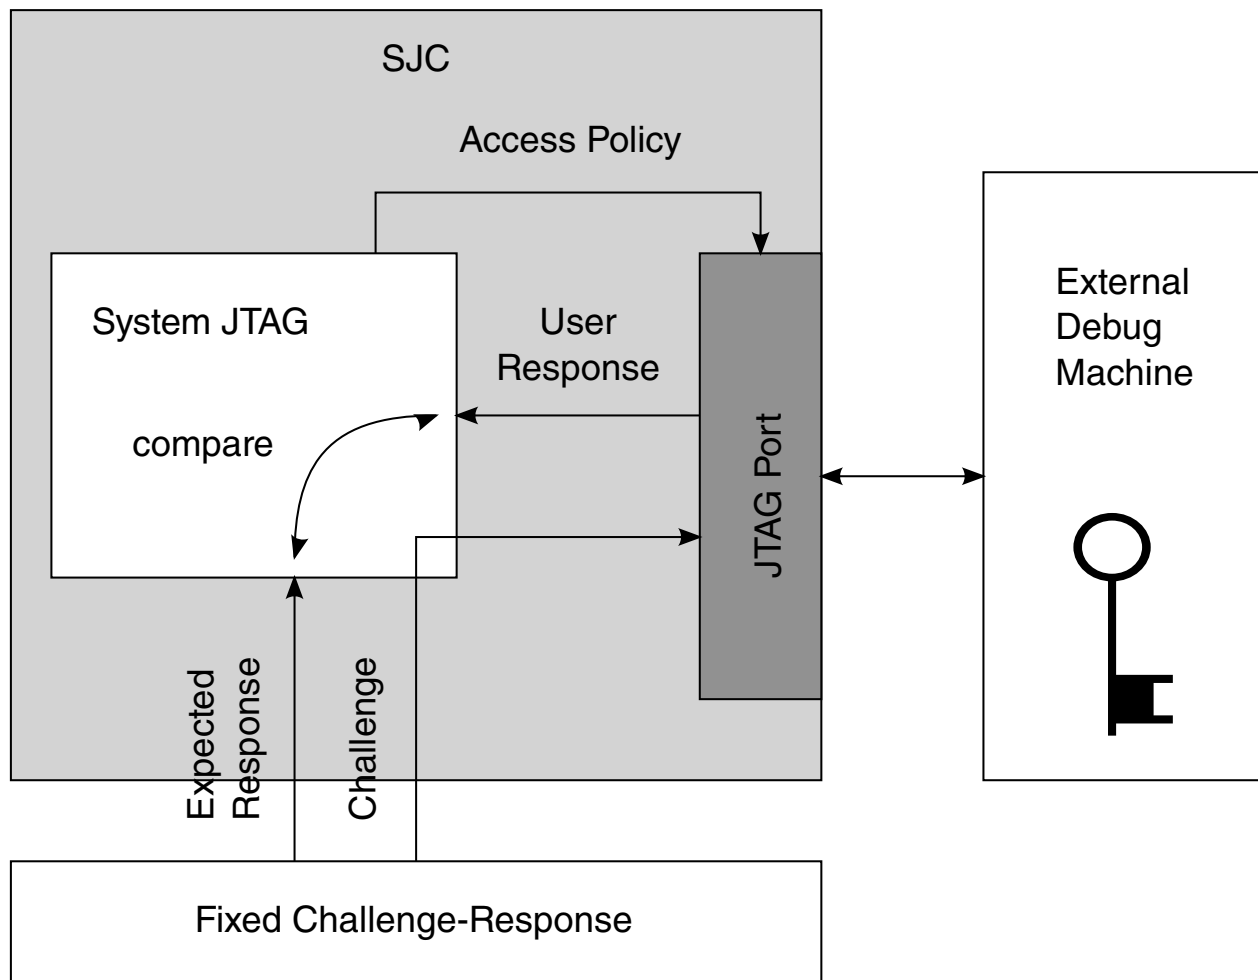 SJC
Access Policy
System JTAG
compare
User
Response
JTAG Port
External
Debug
Machine
Expected
Response
Challenge
Fixed Challenge-Response